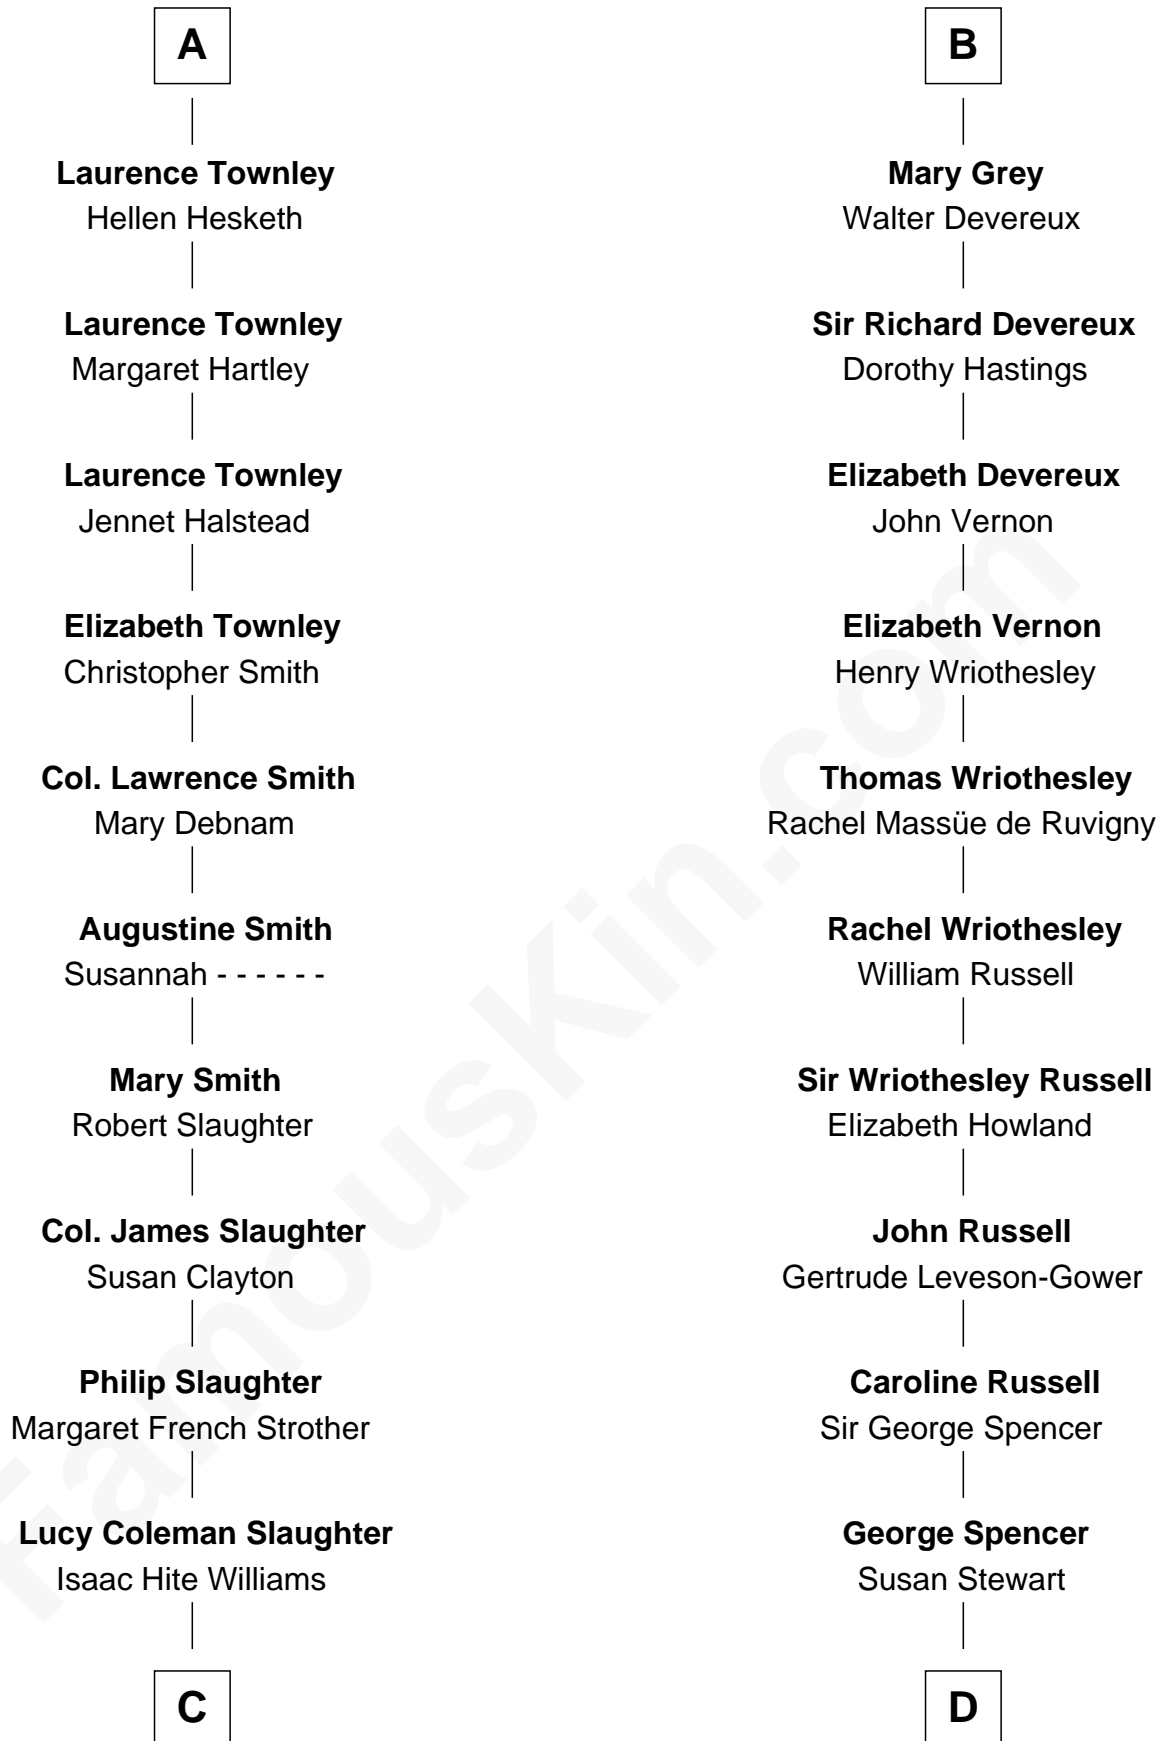 A
Laurence Townley
Hellen Hesketh
Laurence Townley
Margaret Hartley
Laurence Townley
Jennet Halstead
Elizabeth Townley
Christopher Smith
Col. Lawrence Smith
Mary Debnam
Augustine Smith
Susannah - - - - - -
Mary Smith
Robert Slaughter
Col. James Slaughter
Susan Clayton
Philip Slaughter
Margaret French Strother
Lucy Coleman Slaughter
Isaac Hite Williams
C
B
Mary Grey
Walter Devereux
Sir Richard Devereux
Dorothy Hastings
Elizabeth Devereux
John Vernon
Elizabeth Vernon
Henry Wriothesley
Thomas Wriothesley
Rachel Massüe de Ruvigny
Rachel Wriothesley
William Russell
Sir Wriothesley Russell
Elizabeth Howland
John Russell
Gertrude Leveson-Gower
Caroline Russell
Sir George Spencer
George Spencer
Susan Stewart
D
FamousKin.com